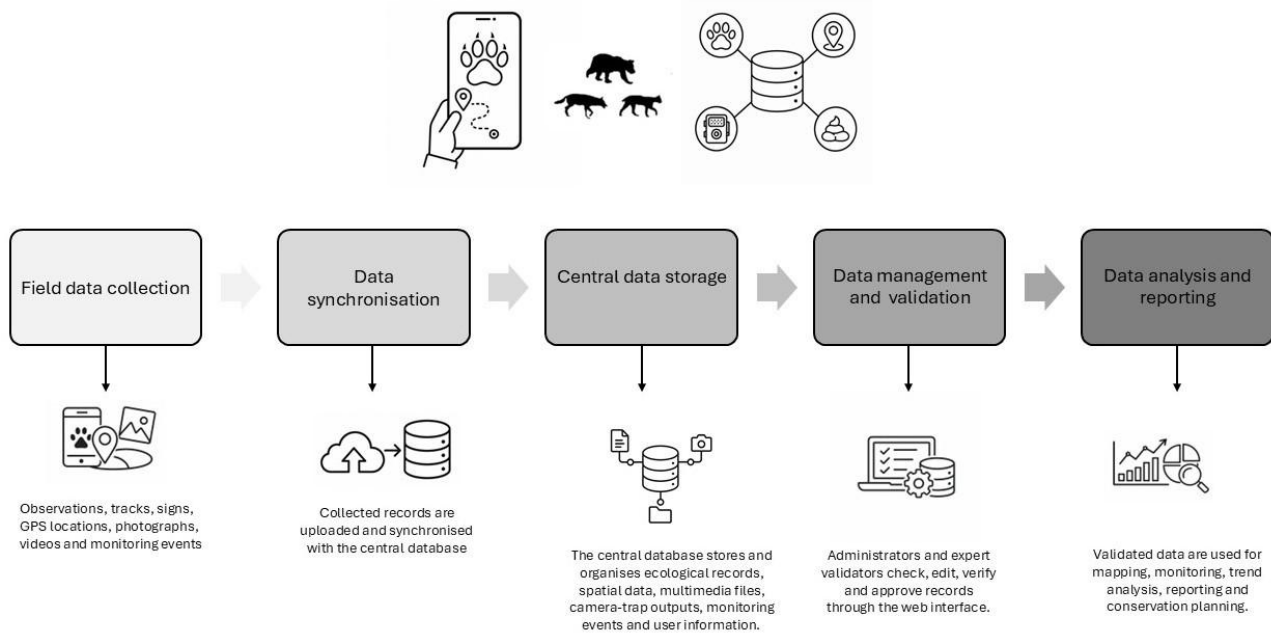 Field data collection
Data
synchronisation
Central data storage
Data management
and validation
Data analysis and
reporting
Observations, tracks, signs,
GPS locations, photographs,
videos and monitoring events
Collected records are
uploaded and synchronised
with the central database
The central database stores and
organises ecological records,
spatial data, multimedia files,
camera-trap outputs, monitoring
events and user information.
Administrators and expert
validators check, edit, verify
and approve records
through the web interface.
Validated data are used for
mapping, monitoring, trend
analysis, reporting and
conservation planning.